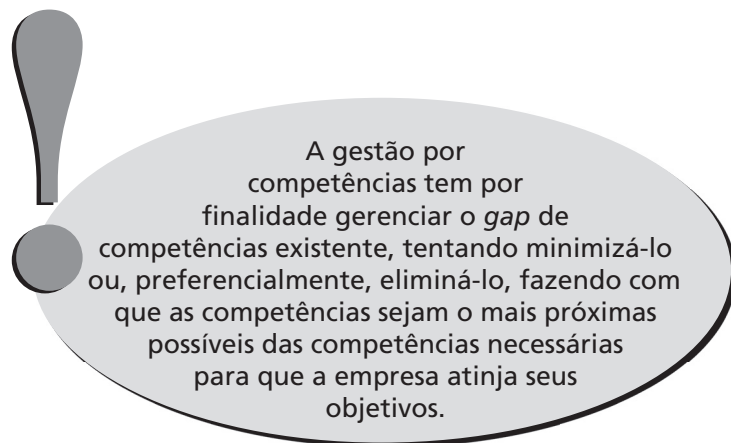 A gestão por
competências tem por
finalidade gerenciar o gap de
competências existente, tentando minimizá-lo
ou, preferencialmente, eliminá-lo, fazendo com
que as competências sejam o mais próximas
possíveis das competências necessárias
para que a empresa atinja seus
objetivos.